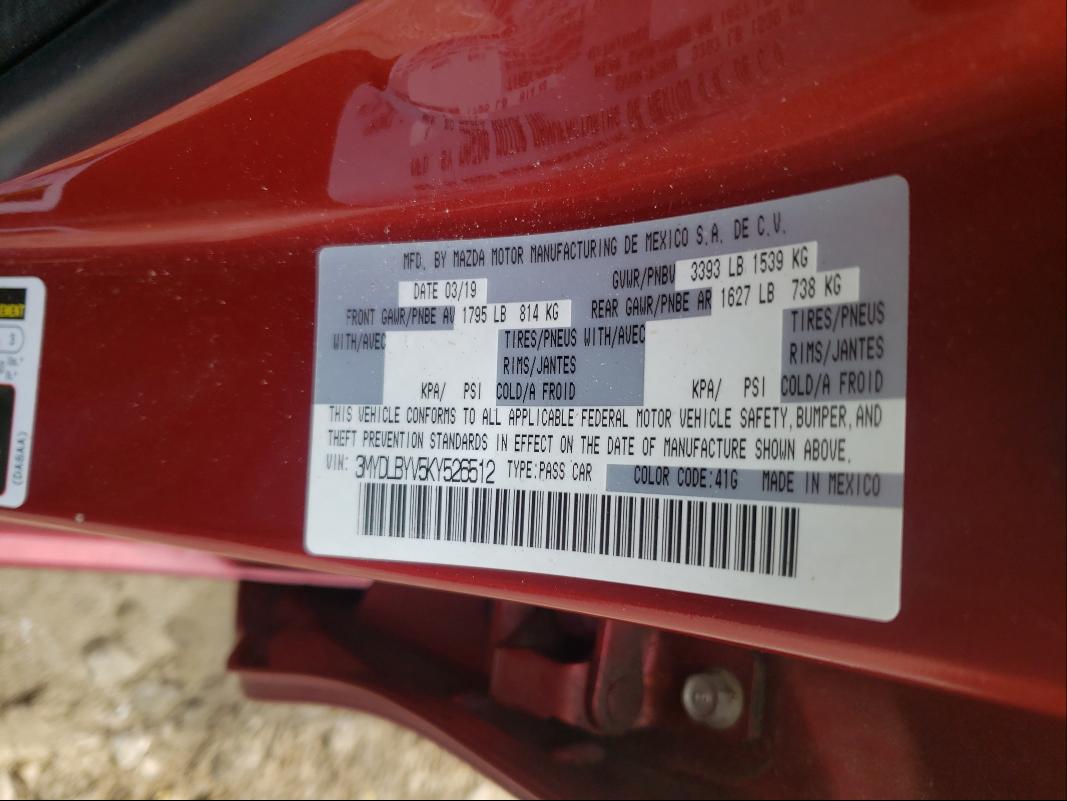 MFD. BY MAZDA MOTOR MANUFACTURING DE MEXICO S.A. DE C.V.
DATE 03/19 GVWR/PNBV 3393 LB 1539 KG
FRONT GAWR/PNBE AV 1795 LB 814 KG REAR GAWR/PNBE AR 1627 LB 738 KG
WITH/AVEC TIRES/PNEUS WITH/AVEC TIRES/PNEUS
RIMS/JANTES RIMS/JANTES
KPA/ PSI COLD/A FROID KPA/ PSI COLD/A FROID
THIS VEHICLE CONFORMS TO ALL APPLICABLE FEDERAL MOTOR VEHICLE SAFETY, BUMPER, AND
THEFT PREVENTION STANDARDS IN EFFECT ON THE DATE OF MANUFACTURE SHOWN ABOVE.
VIN: 3MYDLBYV5KY526512 TYPE:PASS CAR COLOR CODE:41G MADE IN MEXICO
3
(DA8AA)